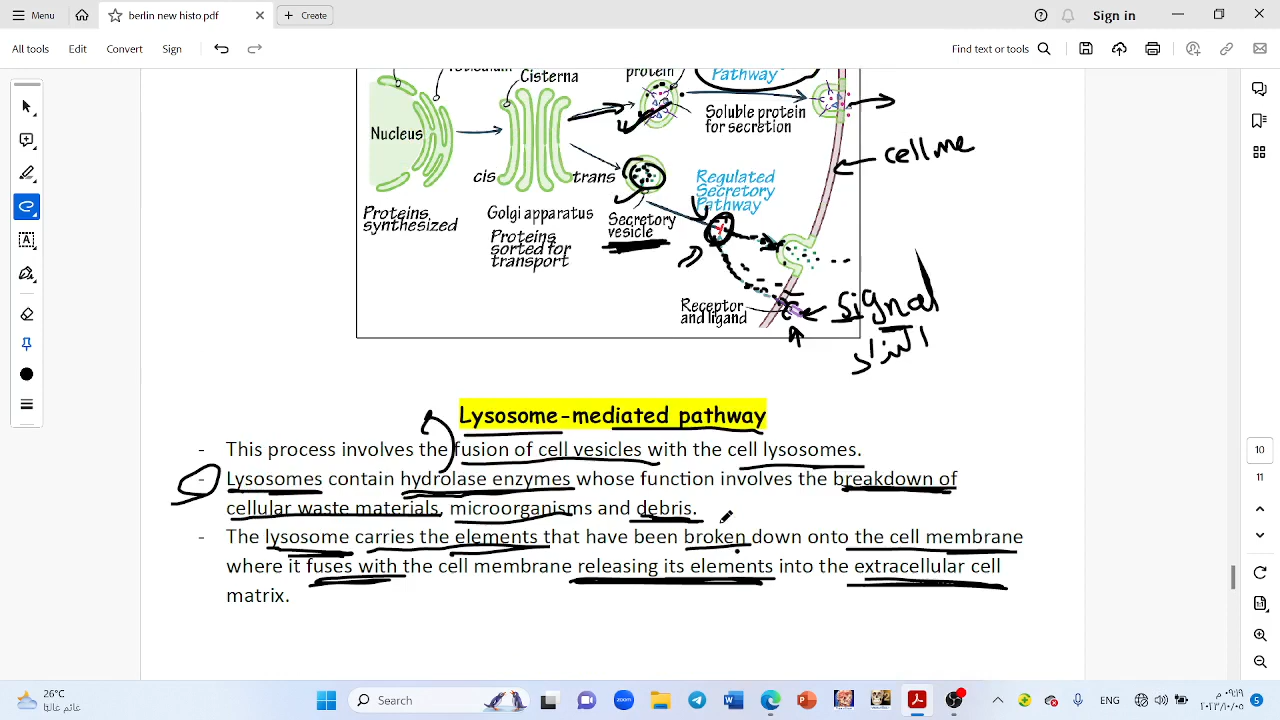 Menu
berlin new histo pdf
Create
Sign in
All tools
Edit
Convert
Sign
Find text or tools
Cisterna
protein
Pathway
Nucleus
Soluble protein
for secretion
cell me
cis
trans
Regulated
Secretory
Pathway
Proteins
synthesized
Golgi apparatus
Proteins
sorted for
transport
Secretory
vesicle
Receptor
and ligand
signal
Lysosome-mediated pathway
- This process involves the fusion of cell vesicles with the cell lysosomes.
- Lysosomes contain hydrolase enzymes whose function involves the breakdown of
cellular waste materials, microorganisms and debris.
- The lysosome carries the elements that have been broken down onto the cell membrane
where it fuses with the cell membrane releasing its elements into the extracellular cell
matrix.
10
11
26°C
Search
zoom
5